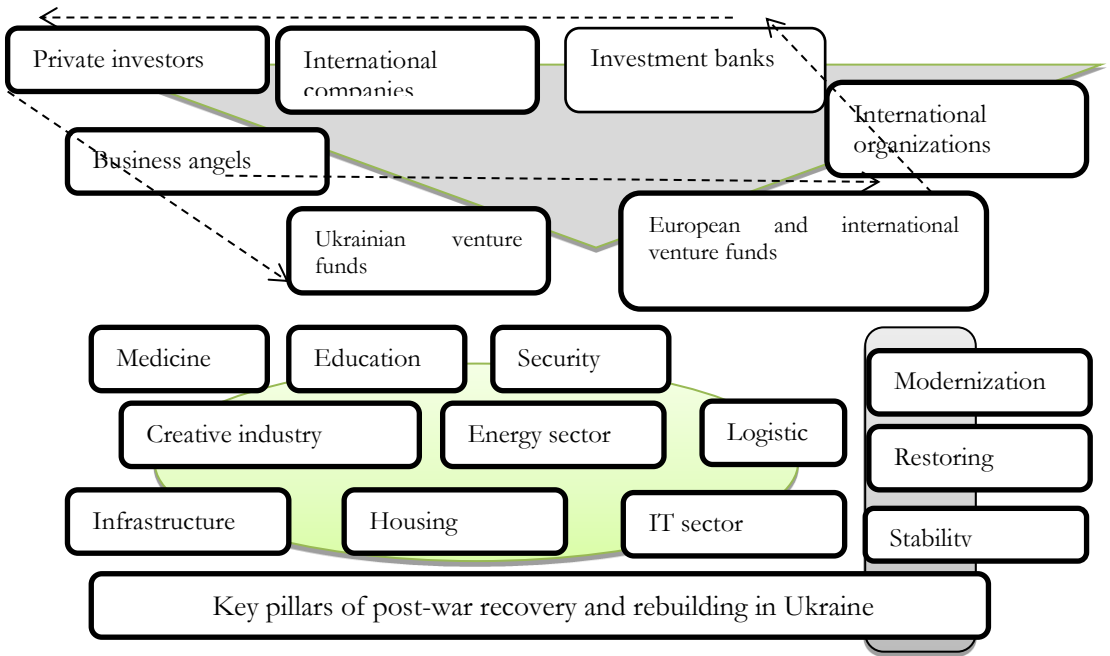 Private investors
International
companies
Investment banks
International
organizations
Business angels
Ukrainian venture
funds
European and international
venture funds
Medicine
Education
Security
Modernization
Creative industry
Energy sector
Logistic
Restoring
Infrastructure
Housing
IT sector
Stability
Key pillars of post-war recovery and rebuilding in Ukraine